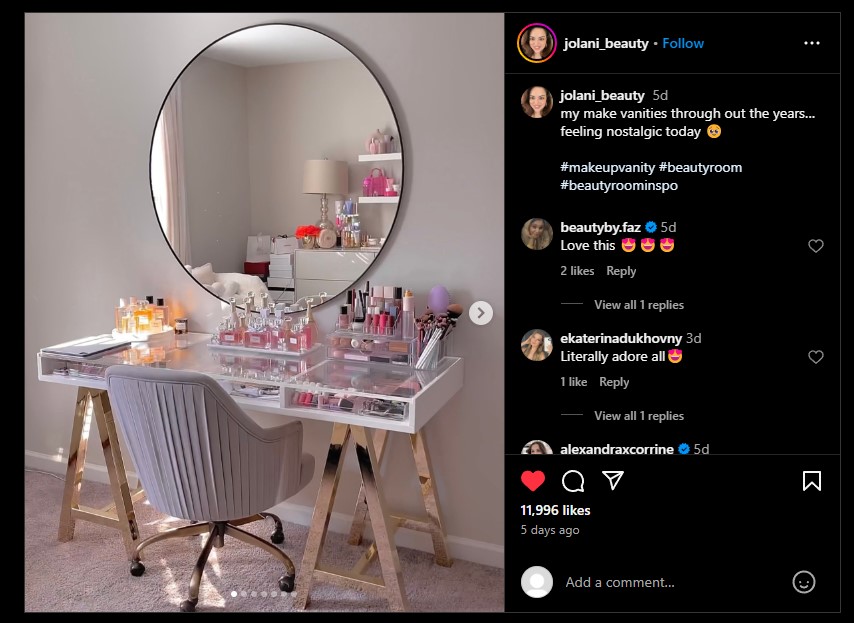 jolani_beauty • Follow
jolani_beauty 5d
my make vanities through out the years...
feeling nostalgic today 🥹
#makeupvanity #beautyroom
#beautyroominspo
beautyby.faz 5d
Love this 😍😍😍
2 likes Reply
View all 1 replies
ekaterinadukhovny 3d
Literally adore all😍
1 like Reply
View all 1 replies
alexandraxcorrine 5d
11,996 likes
5 days ago
Add a comment...